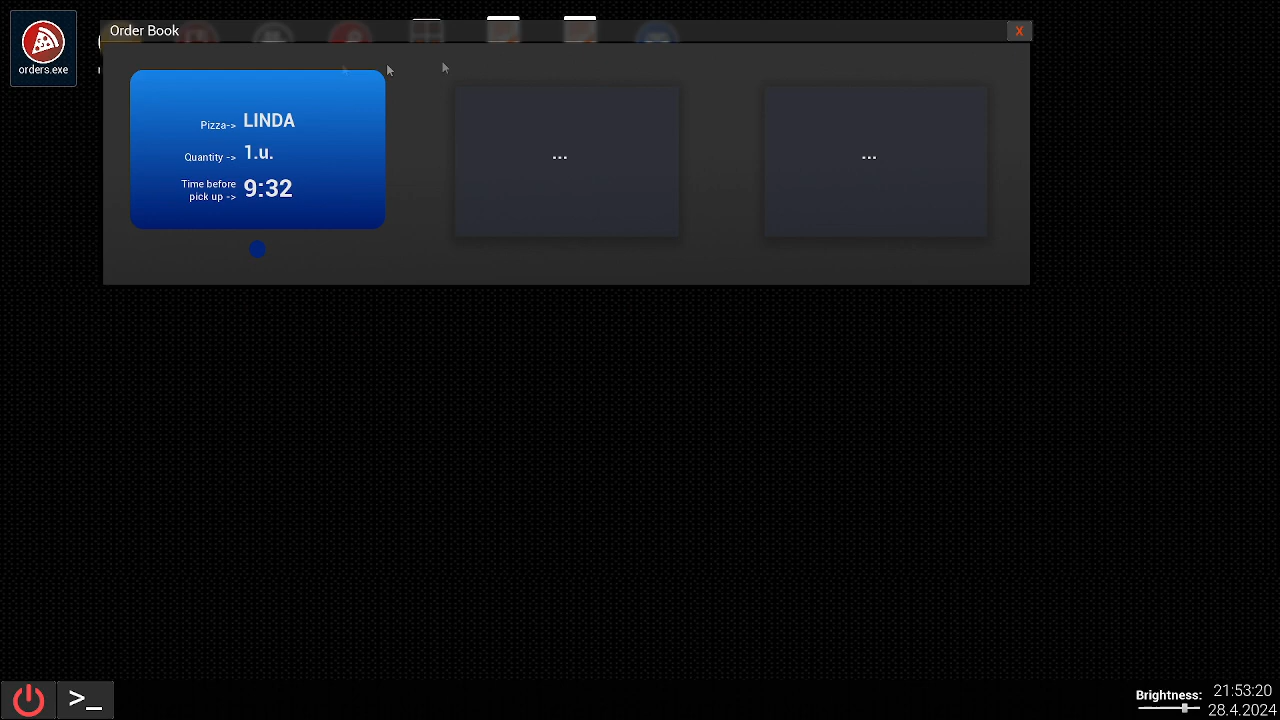 Order Book
X
orders.exe
Pizza-> LINDA
Quantity -> 1.u.
Time before
pick up -> 9:32
...
...
>_
Brightness:
21:53:20
28.4.2024